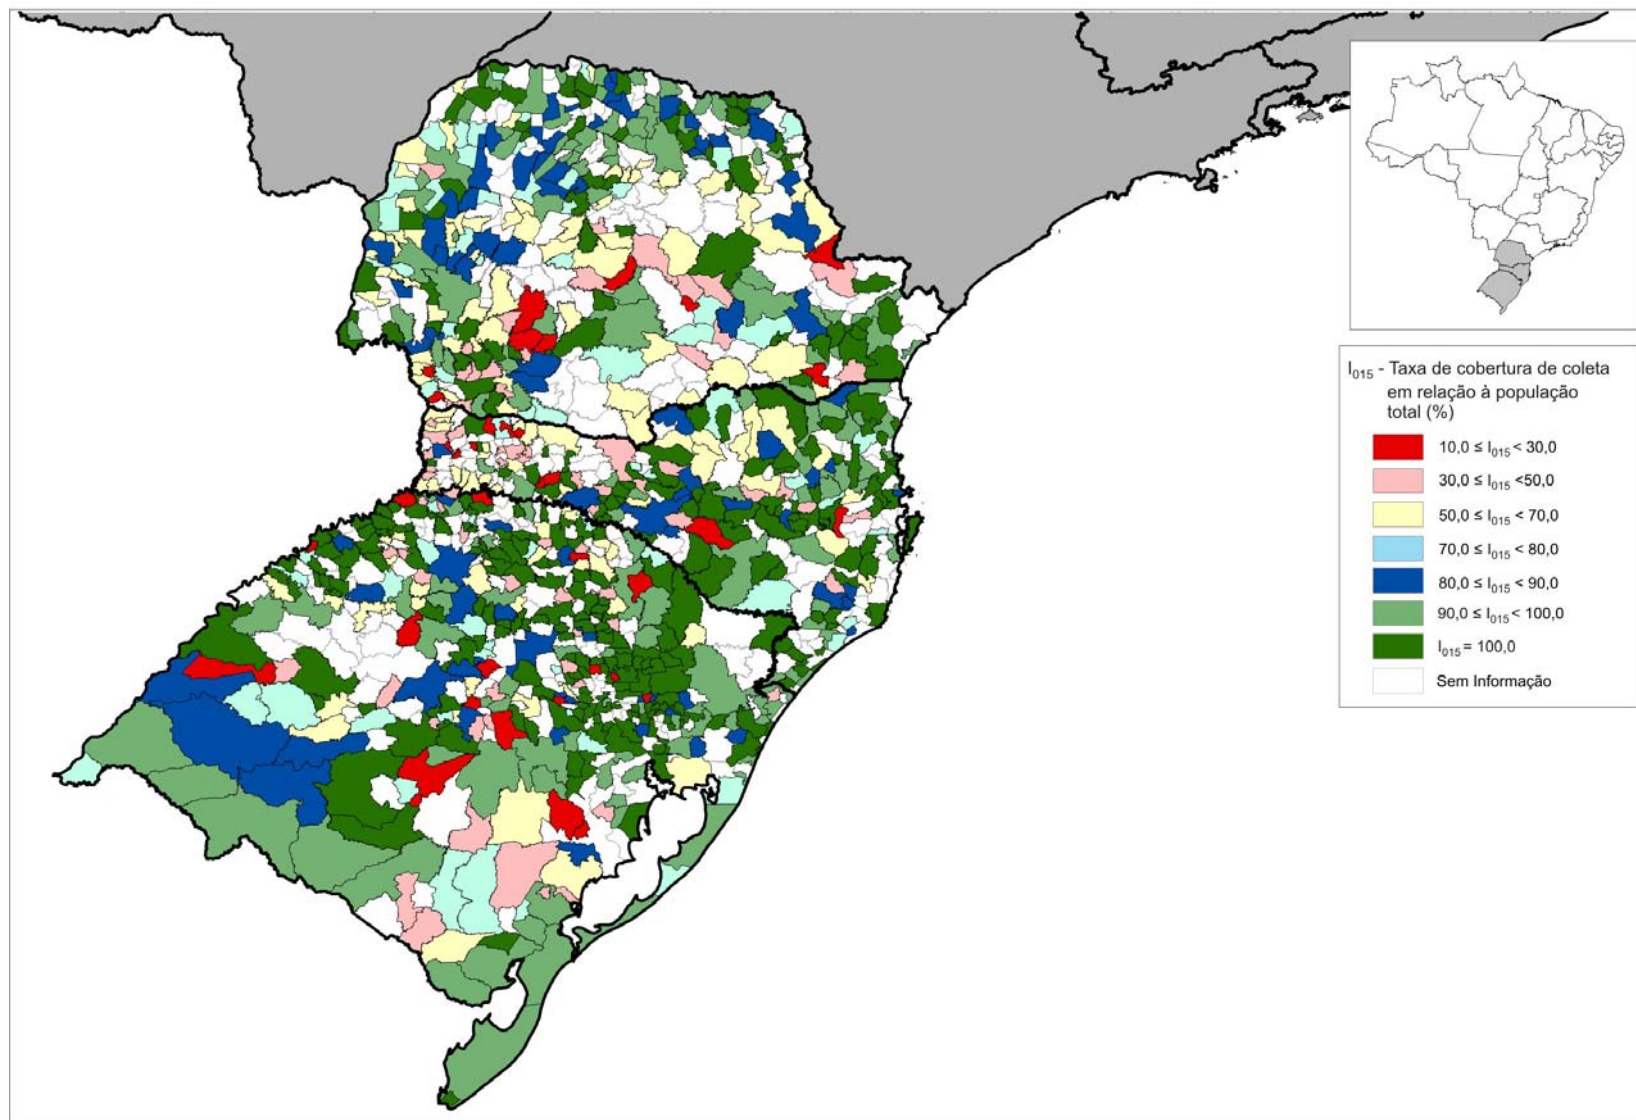 I015 - Taxa de cobertura de coleta
em relação à população
total (%)
10,0 ≤ I015 < 30,0
30,0 ≤ I015 <50,0
50,0 ≤ I015 < 70,0
70,0 ≤ I015 < 80,0
80,0 ≤ I015 < 90,0
90,0 ≤ I015 < 100,0
I015 = 100,0
Sem Informação